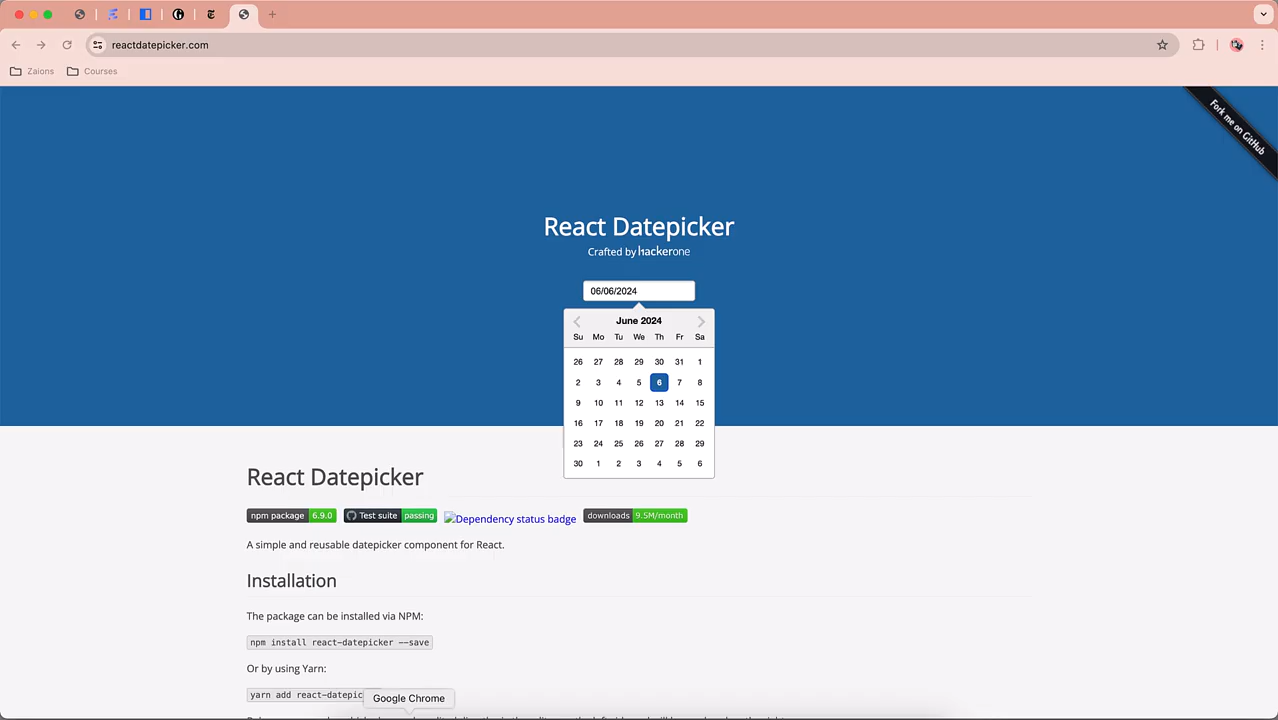 reactdatepicker.com
Zaions Courses
Fork me on GitHub
React Datepicker
Crafted by hackerone
06/06/2024
June 2024
Su Mo Tu We Th Fr Sa
26 27 28 29 30 31 1
2 3 4 5 6 7 8
9 10 11 12 13 14 15
16 17 18 19 20 21 22
23 24 25 26 27 28 29
30 1 2 3 4 5 6
React Datepicker
npm package 6.9.0 Test suite passing Dependency status badge downloads 9.5M/month
A simple and reusable datepicker component for React.
Installation
The package can be installed via NPM:
npm install react-datepicker --save
Or by using Yarn:
yarn add react-datepic
Google Chrome